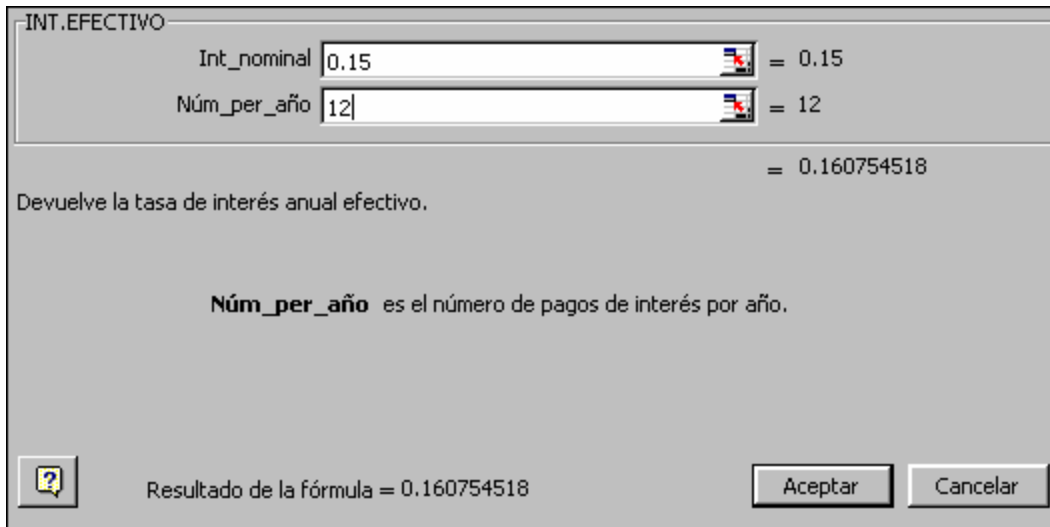 INT.EFECTIVO
Int_nominal 0.15 = 0.15
Núm_per_año 12 = 12
= 0.160754518
Devuelve la tasa de interés anual efectivo.
Núm_per_año es el número de pagos de interés por año.
Resultado de la fórmula = 0.160754518 Aceptar Cancelar